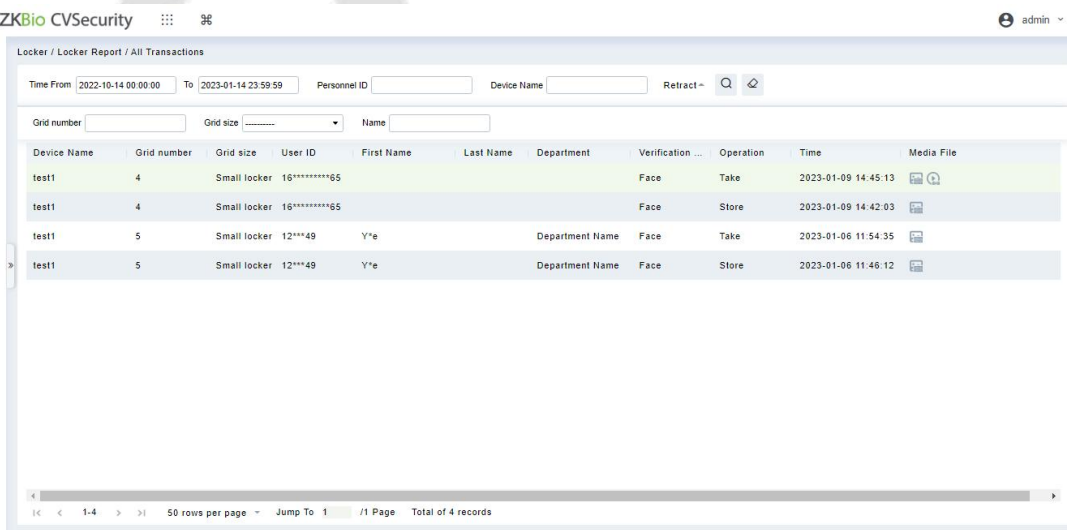 ZKBio CVSecurity admin
Locker / Locker Report / All Transactions
Time From 2022-10-14 00:00:00 To 2023-01-14 23:59:59 Personnel ID Device Name Retract
Grid number Grid size ---------- Name
Device Name Grid number Grid size User ID First Name Last Name Department Verification ... Operation Time Media File
test1 4 Small locker 16*********65 Face Take 2023-01-09 14:45:13
test1 4 Small locker 16*********65 Face Store 2023-01-09 14:42:03
test1 5 Small locker 12***49 Y*e Department Name Face Take 2023-01-06 11:54:35
test1 5 Small locker 12***49 Y*e Department Name Face Store 2023-01-06 11:46:12
1-4 50 rows per page Jump To 1 /1 Page Total of 4 records